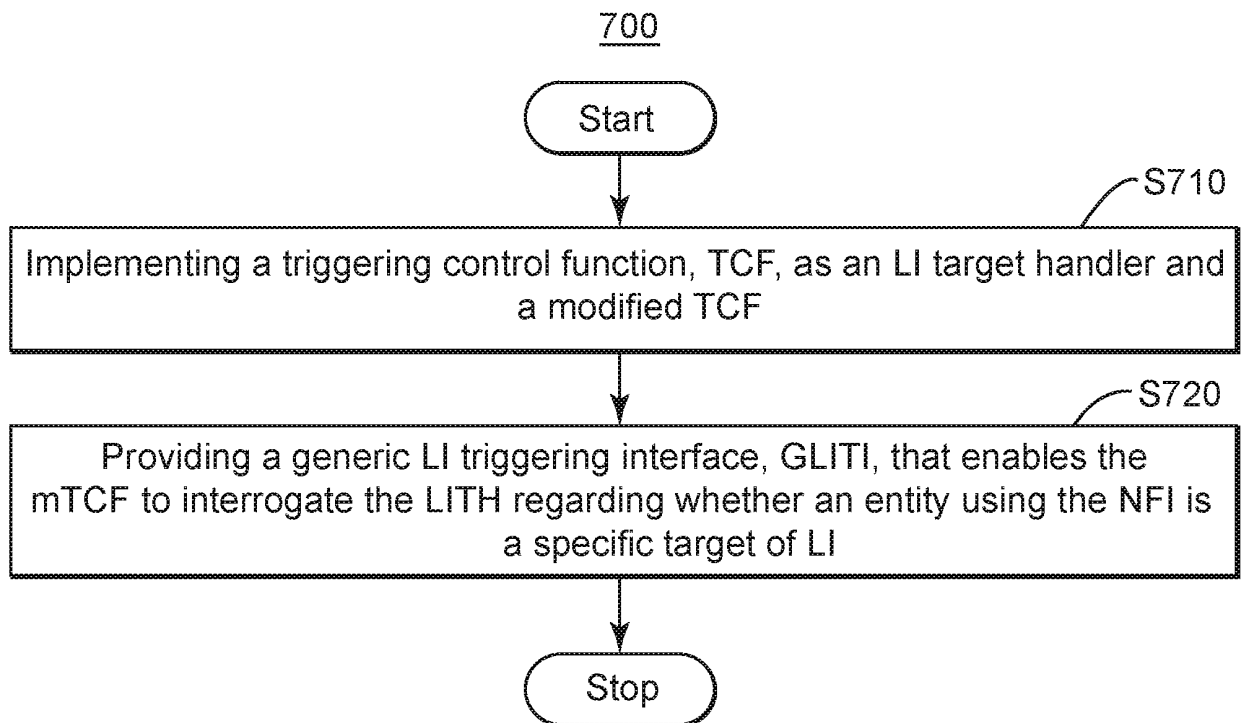 700
Start
S710
Implementing a triggering control function, TCF, as an LI target handler and
a modified TCF
S720
Providing a generic LI triggering interface, GLITI, that enables the
mTCF to interrogate the LITH regarding whether an entity using the NFI is
a specific target of LI
Stop